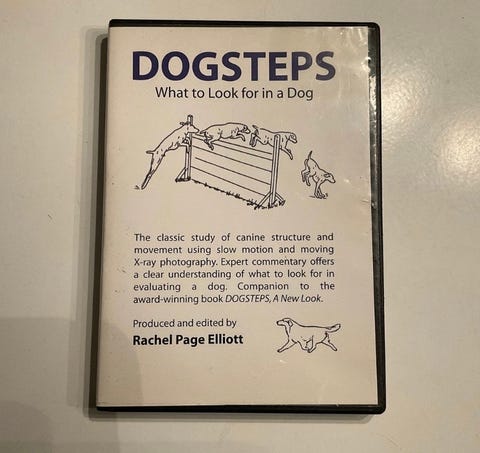 DOGSTEPS
What to Look for in a Dog
The classic study of canine structure and
movement using slow motion and moving
X-ray photography. Expert commentary offers
a clear understanding of what to look for in
evaluating a dog. Companion to the
award-winning book DOGSTEPS, A New Look.
Produced and edited by
Rachel Page Elliott